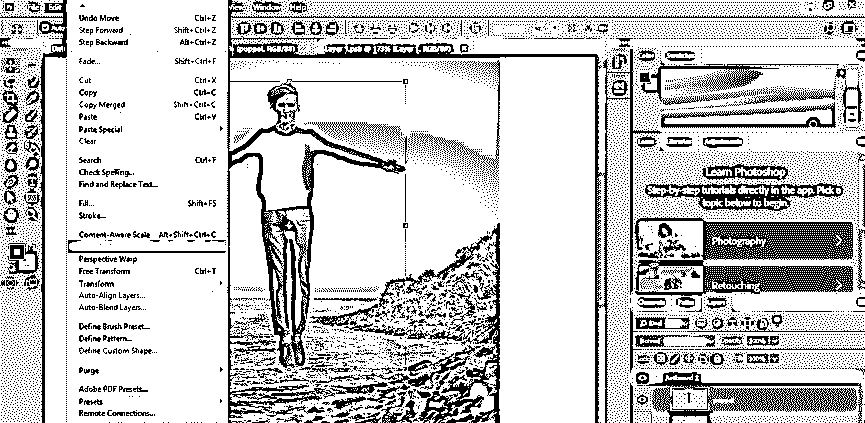 File Edit View Window Help
Undo Move Ctrl+Z
Step Forward Shift+Ctrl+Z
Step Backward Alt+Ctrl+Z
Fade... Shift+Ctrl+F
Cut Ctrl+X
Copy Ctrl+C
Copy Merged Shift+Ctrl+C
Paste Ctrl+V
Paste Special
Clear
Search Ctrl+F
Check Spelling...
Find and Replace Text...
Fill... Shift+F5
Stroke...
Content-Aware Scale Alt+Shift+Ctrl+C
Perspective Warp
Free Transform Ctrl+T
Transform
Auto-Align Layers...
Auto-Blend Layers...
Define Brush Preset...
Define Pattern...
Define Custom Shape...
Purge
Adobe PDF Presets...
Presets
Remote Connections...
Learn Photoshop
Step-by-step tutorials directly in the app. Pick a
topic below to begin.
Photography
Retouching